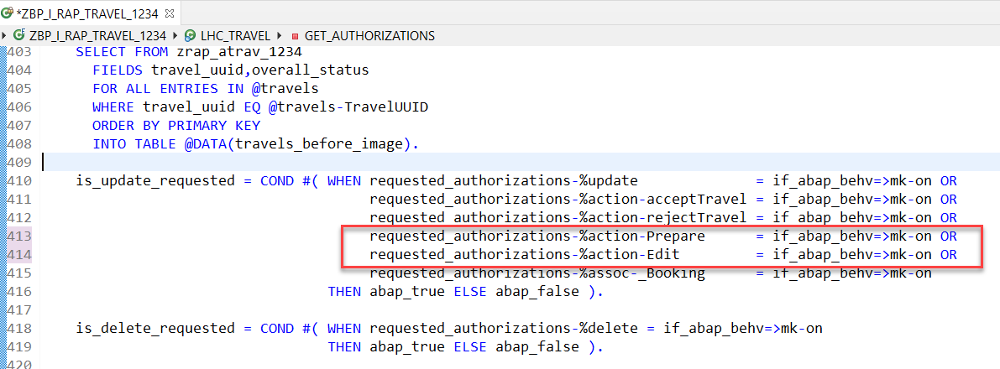 *ZBP_I_RAP_TRAVEL_1234
ZBP_I_RAP_TRAVEL_1234 LHC_TRAVEL GET_AUTHORIZATIONS
403 SELECT FROM zrap_atrav_1234
404 FIELDS travel_uuid,overall_status
405 FOR ALL ENTRIES IN @travels
406 WHERE travel_uuid EQ @travels-TravelUUID
407 ORDER BY PRIMARY KEY
408 INTO TABLE @DATA(travels_before_image).
409
410 is_update_requested = COND #( WHEN requested_authorizations-%update = if_abap_behv=>mk-on OR
411 requested_authorizations-%action-acceptTravel = if_abap_behv=>mk-on OR
412 requested_authorizations-%action-rejectTravel = if_abap_behv=>mk-on OR
413 requested_authorizations-%action-Prepare = if_abap_behv=>mk-on OR
414 requested_authorizations-%action-Edit = if_abap_behv=>mk-on OR
415 requested_authorizations-%assoc-_Booking = if_abap_behv=>mk-on
416 THEN abap_true ELSE abap_false ).
417
418 is_delete_requested = COND #( WHEN requested_authorizations-%delete = if_abap_behv=>mk-on
419 THEN abap_true ELSE abap_false ).
420